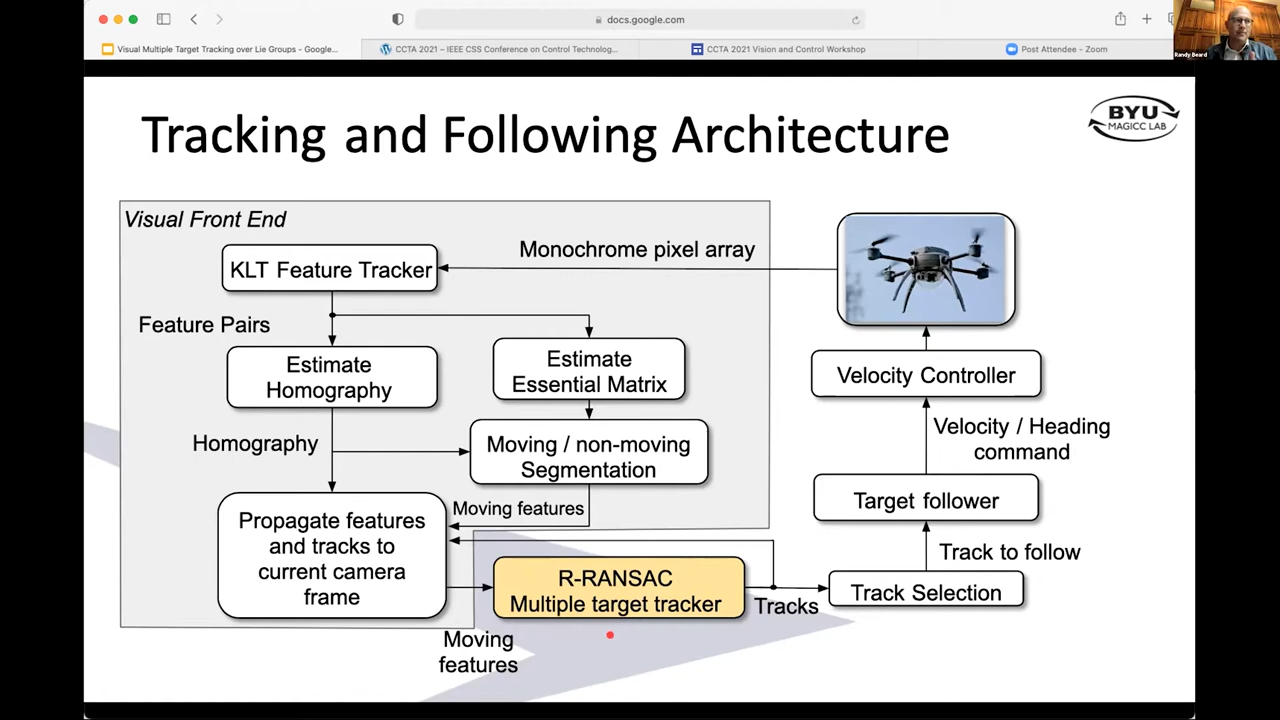 docs.google.com
Visual Multiple Target Tracking over Lie Groups - Google...
CCTA 2021 – IEEE CSS Conference on Control Technolog...
CCTA 2021 Vision and Control Workshop
Post Attendee - Zoom
Randy Beard
Tracking and Following Architecture
BYU
MAGICC LAB
Visual Front End
KLT Feature Tracker
Monochrome pixel array
Feature Pairs
Estimate
Homography
Estimate
Essential Matrix
Velocity Controller
Homography
Moving / non-moving
Segmentation
Velocity / Heading
command
Moving features
Propagate features
and tracks to
current camera
frame
Target follower
Track to follow
R-RANSAC
Multiple target tracker
Tracks
Track Selection
Moving
features